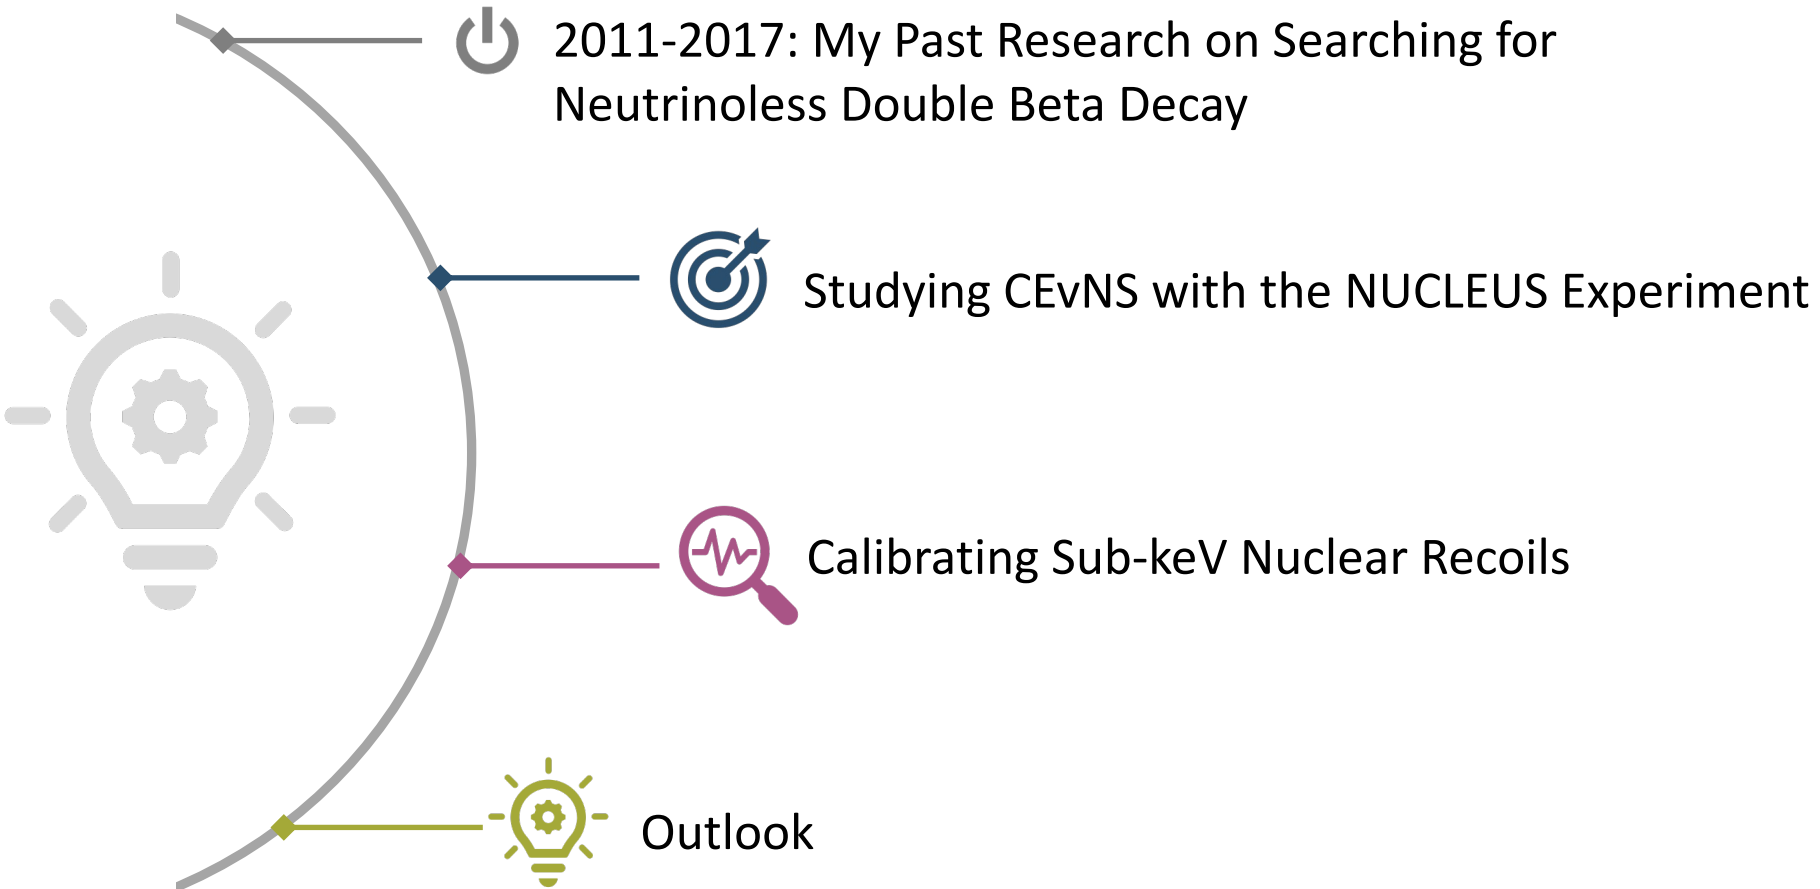 2011-2017: My Past Research on Searching for
Neutrinoless Double Beta Decay
Studying CEvNS with the NUCLEUS Experiment
Calibrating Sub-keV Nuclear Recoils
Outlook